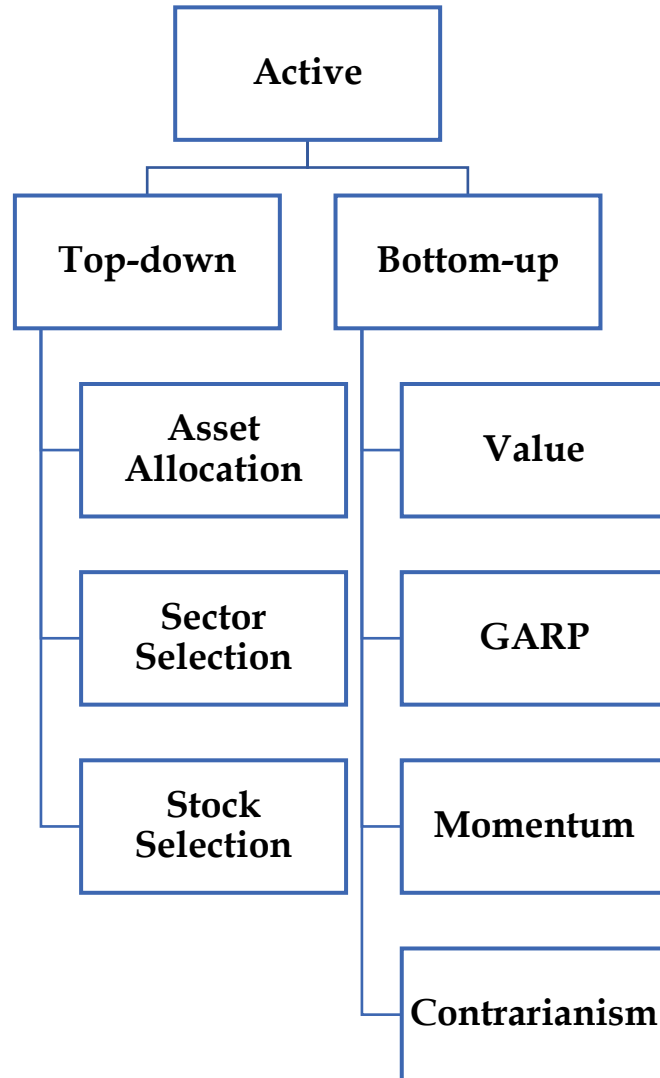 Active
Top-down
Bottom-up
Asset
Allocation
Sector
Selection
Stock
Selection
Value
GARP
Momentum
Contrarianism